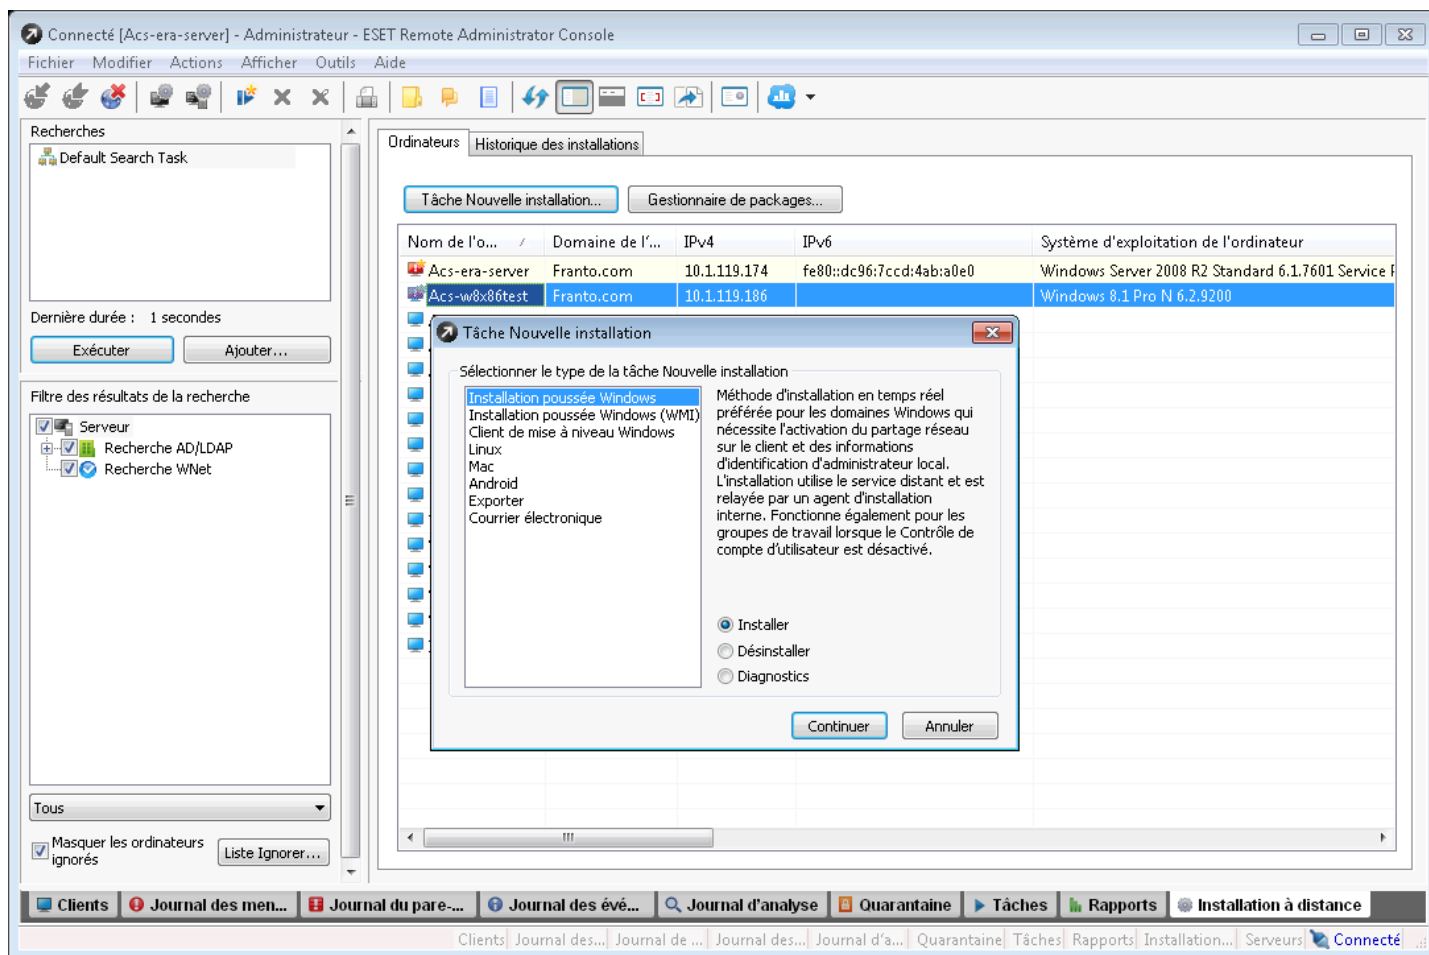 Connecté [Acs-era-server] - Administrateur - ESET Remote Administrator Console
Fichier Modifier Actions Afficher Outils Aide
Recherches
Default Search Task
Dernière durée : 1 secondes
Exécuter Ajouter...
Filtre des résultats de la recherche
Serveur
Recherche AD/LDAP
Recherche WNet
Tous
Masquer les ordinateurs ignorés
Liste Ignorer...
Ordinateurs Historique des installations
Tâche Nouvelle installation... Gestionnaire de packages...
Nom de l'o... Domaine de l'... IPv4 IPv6 Système d'exploitation de l'ordinateur
Acs-era-server Franto.com 10.1.119.174 fe80::dc96:7ccd:4ab:a0e0 Windows Server 2008 R2 Standard 6.1.7601 Service
Acs-w8x86test Franto.com 10.1.119.186 Windows 8.1 Pro N 6.2.9200
Tâche Nouvelle installation
Sélectionner le type de la tâche Nouvelle installation
Installation poussée Windows
Installation poussée Windows (WMI)
Client de mise à niveau Windows
Linux
Mac
Android
Exporter
Courrier électronique
Méthode d'installation en temps réel
préférée pour les domaines Windows qui
nécessite l'activation du partage réseau
sur le client et des informations
d'identification d'administrateur local.
L'installation utilise le service distant et est
relayée par un agent d'installation
interne. Fonctionne également pour les
groupes de travail lorsque le Contrôle de
compte d'utilisateur est désactivé.
Installer
Désinstaller
Diagnostics
Continuer Annuler
Clients Journal des men... Journal du pare-... Journal des évé... Journal d'analyse Quarantaine Tâches Rapports Installation à distance
Clients Journal des... Journal de ... Journal des... Journal d'a... Quarantaine Tâches Rapports Installation... Serveurs Connecté